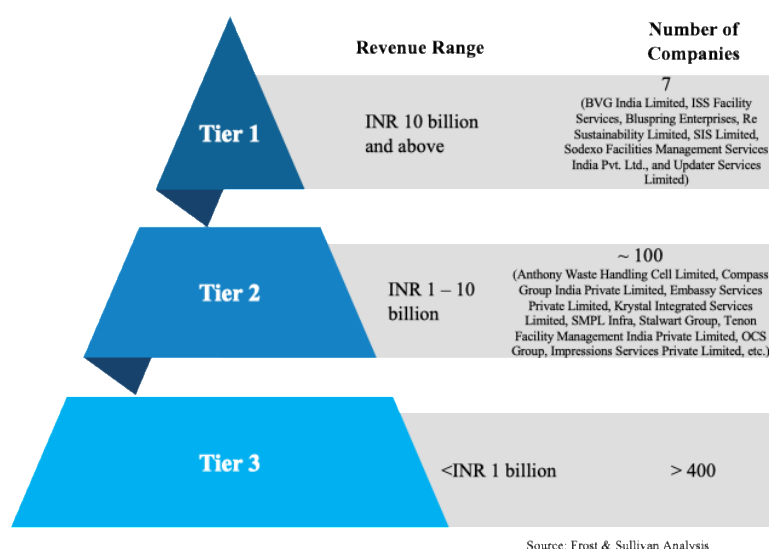 Revenue Range
Number of
Companies
Tier 1
INR 10 billion
and above
7
(BVG India Limited, ISS Facility
Services, Bluspring Enterprises, Re
Sustainability Limited, SIS Limited,
Sodexo Facilities Management Services
India Pvt. Ltd., and Updater Services
Limited)
Tier 2
INR 1 – 10
billion
~ 100
(Anthony Waste Handling Cell Limited, Compass
Group India Private Limited, Embassy Services
Private Limited, Krystal Integrated Services
Limited, SMPL Infra, Stalwart Group, Tenon
Facility Management India Private Limited, OCS
Group, Impressions Services Private Limited, etc.)
Tier 3
<INR 1 billion
> 400
Source: Frost & Sullivan Analysis